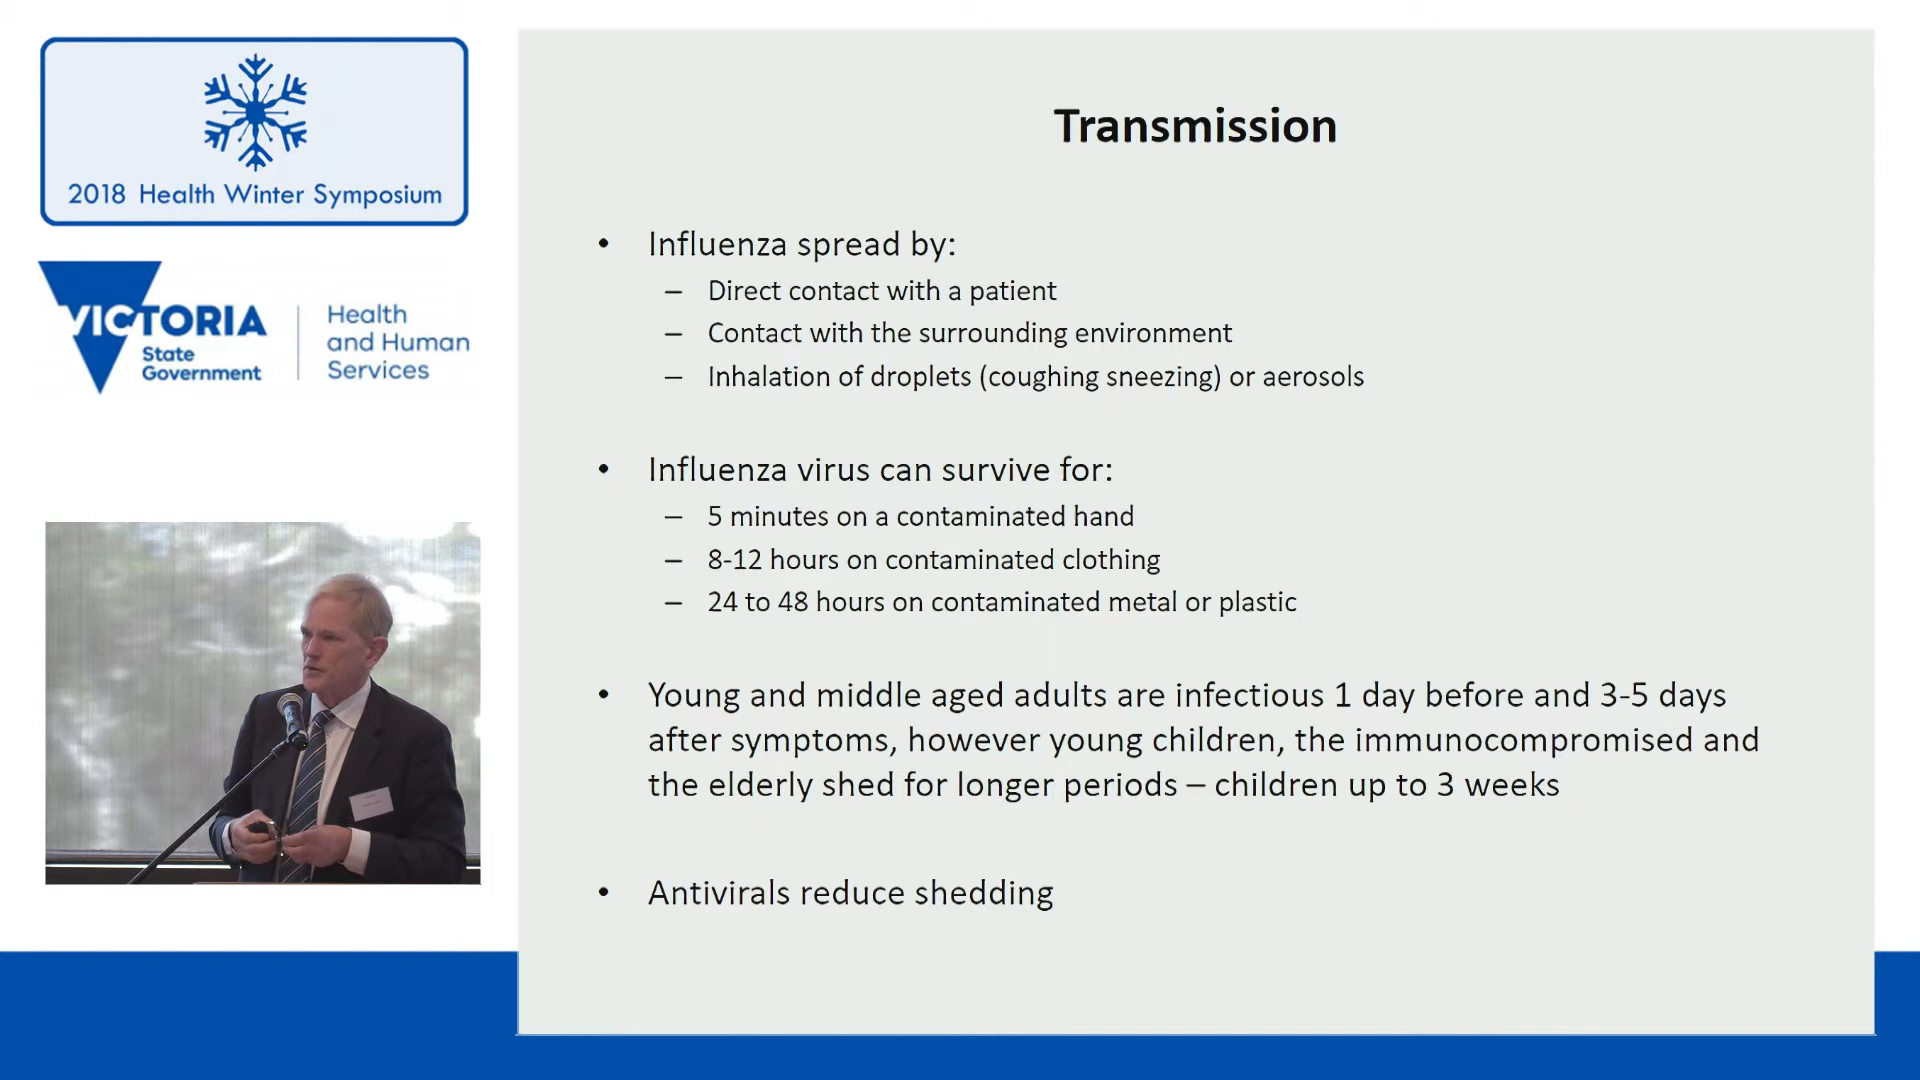 2018 Health Winter Symposium
VICTORIA
State
Government
Health
and Human
Services
Transmission
• Influenza spread by:
– Direct contact with a patient
– Contact with the surrounding environment
– Inhalation of droplets (coughing sneezing) or aerosols
• Influenza virus can survive for:
– 5 minutes on a contaminated hand
– 8-12 hours on contaminated clothing
– 24 to 48 hours on contaminated metal or plastic
• Young and middle aged adults are infectious 1 day before and 3-5 days
after symptoms, however young children, the immunocompromised and
the elderly shed for longer periods – children up to 3 weeks
• Antivirals reduce shedding